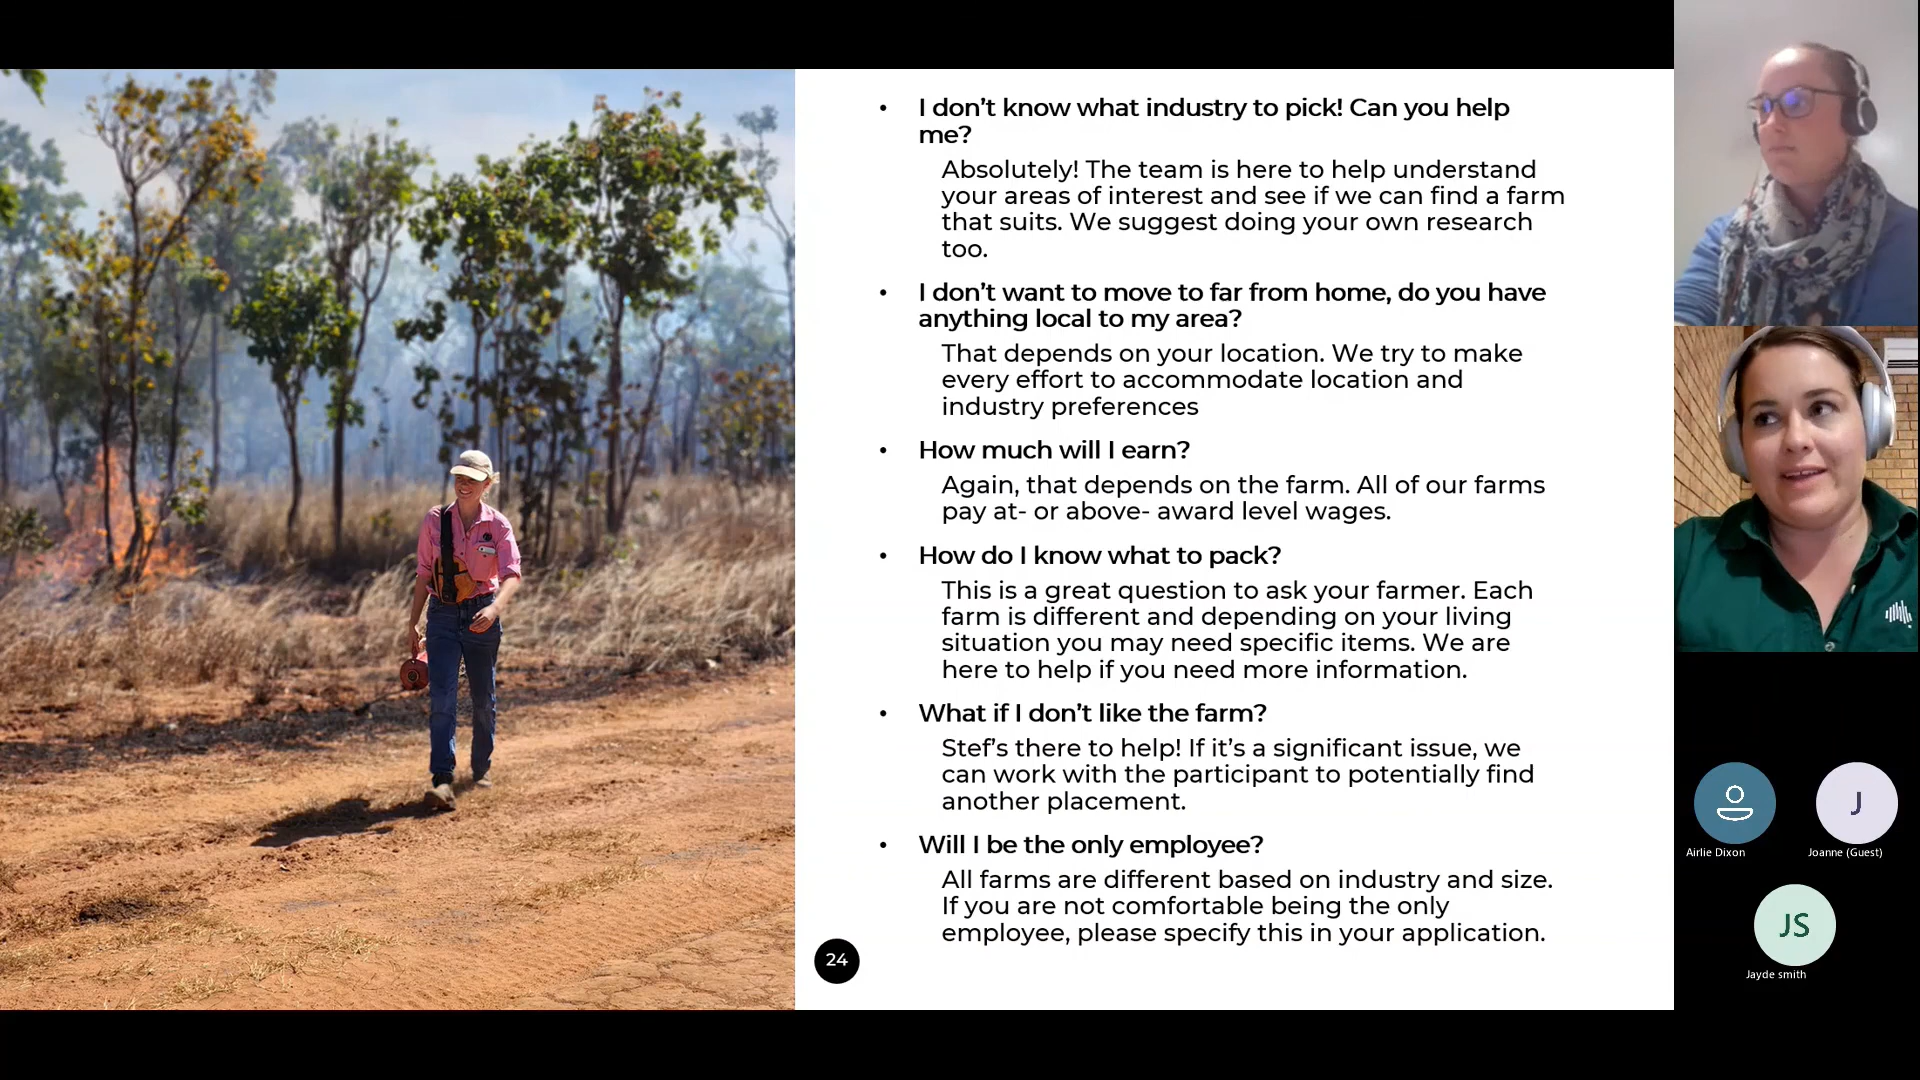 • I don’t know what industry to pick! Can you help
me?
Absolutely! The team is here to help understand
your areas of interest and see if we can find a farm
that suits. We suggest doing your own research
too.
• I don’t want to move to far from home, do you have
anything local to my area?
That depends on your location. We try to make
every effort to accommodate location and
industry preferences
• How much will I earn?
Again, that depends on the farm. All of our farms
pay at- or above- award level wages.
• How do I know what to pack?
This is a great question to ask your farmer. Each
farm is different and depending on your living
situation you may need specific items. We are
here to help if you need more information.
• What if I don’t like the farm?
Stef’s there to help! If it’s a significant issue, we
can work with the participant to potentially find
another placement.
• Will I be the only employee?
All farms are different based on industry and size.
If you are not comfortable being the only
employee, please specify this in your application.
24
J
Airlie Dixon
Joanne (Guest)
JS
Jayde smith